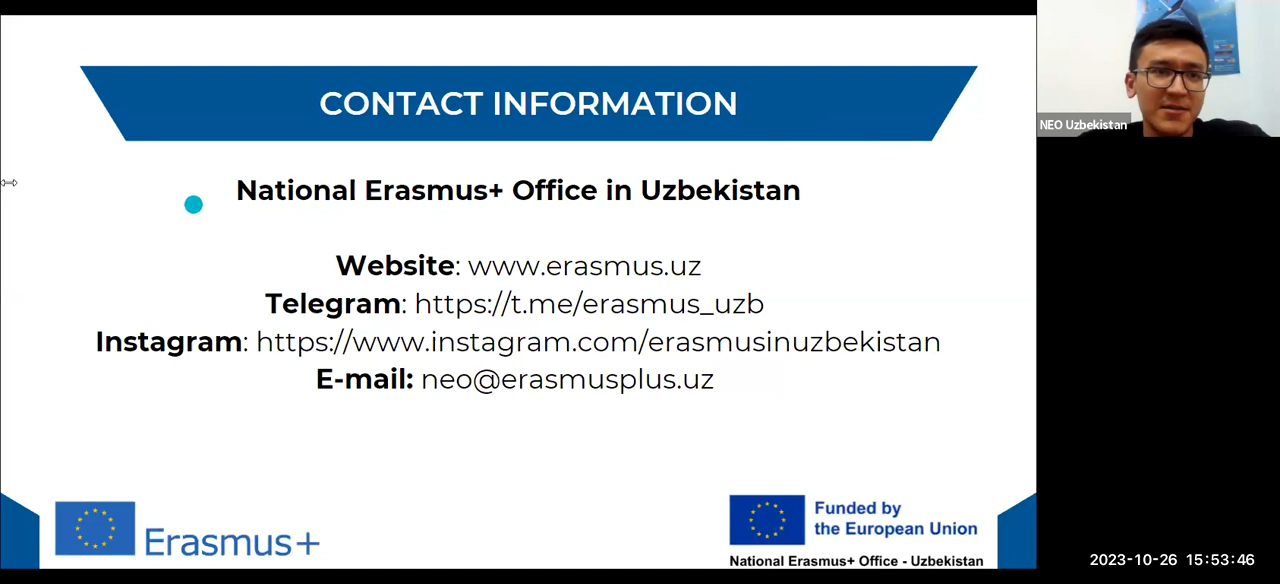 CONTACT INFORMATION
National Erasmus+ Office in Uzbekistan
Website: www.erasmus.uz
Telegram: https://t.me/erasmus_uzb
Instagram: https://www.instagram.com/erasmusinuzbekistan
E-mail: neo@erasmusplus.uz
Erasmus+
Funded by
the European Union
National Erasmus+ Office - Uzbekistan
NEO Uzbekistan
2023-10-26 15:53:46